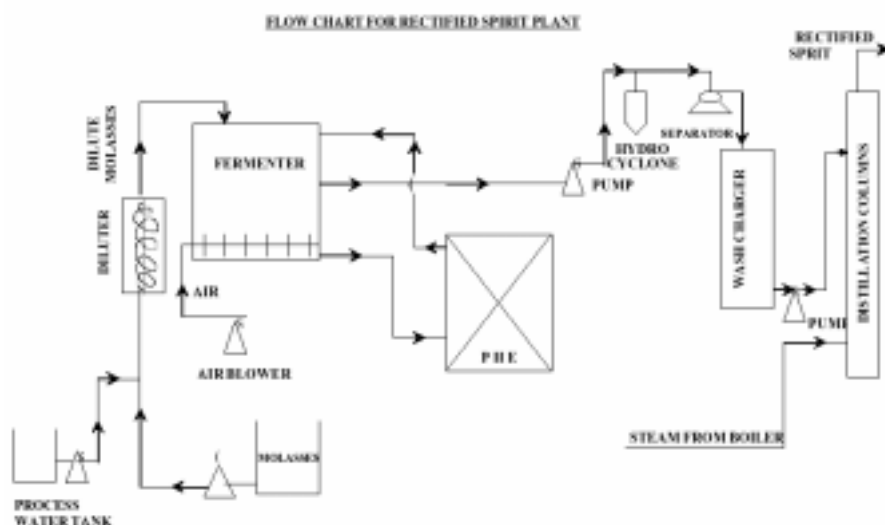 FLOW CHART FOR RECTIFIED SPIRIT PLANT
RECTIFIED
SPRIT
DILUTE
MOLASSES
FERMENTER
SEPARATOR
HYDRO
CYCLONE
PUMP
DILUTER
WASH CHARGER
DISTILLATION COLUMNS
AIR
AIR BLOWER
P H E
PUMP
STEAM FROM BOILER
MOLASSES
PROCESS
WATER TANK